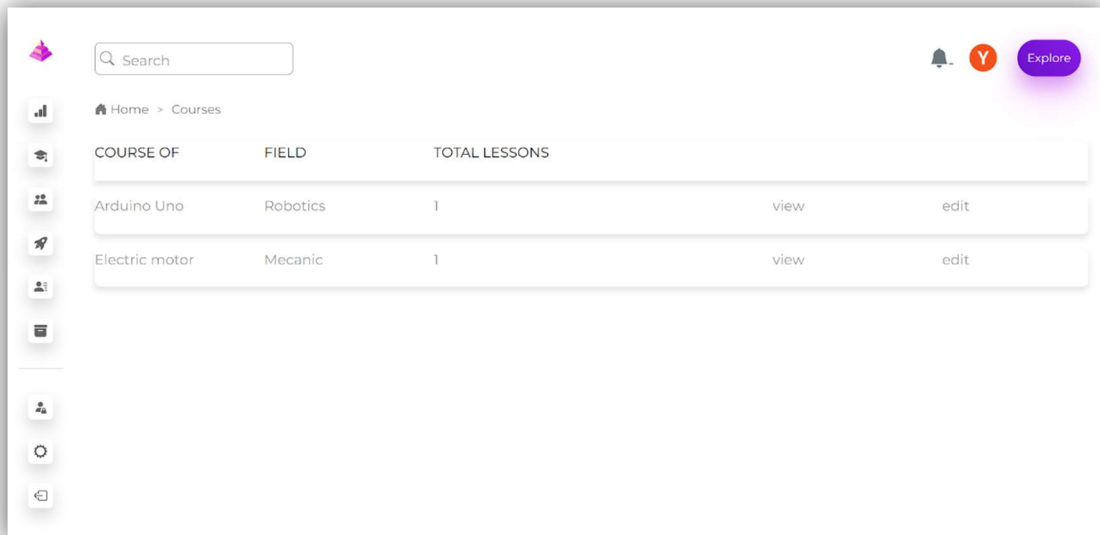 Search
Y
Explore
Home > Courses
COURSE OF FIELD TOTAL LESSONS
Arduino Uno Robotics 1 view edit
Electric motor Mecanic 1 view edit